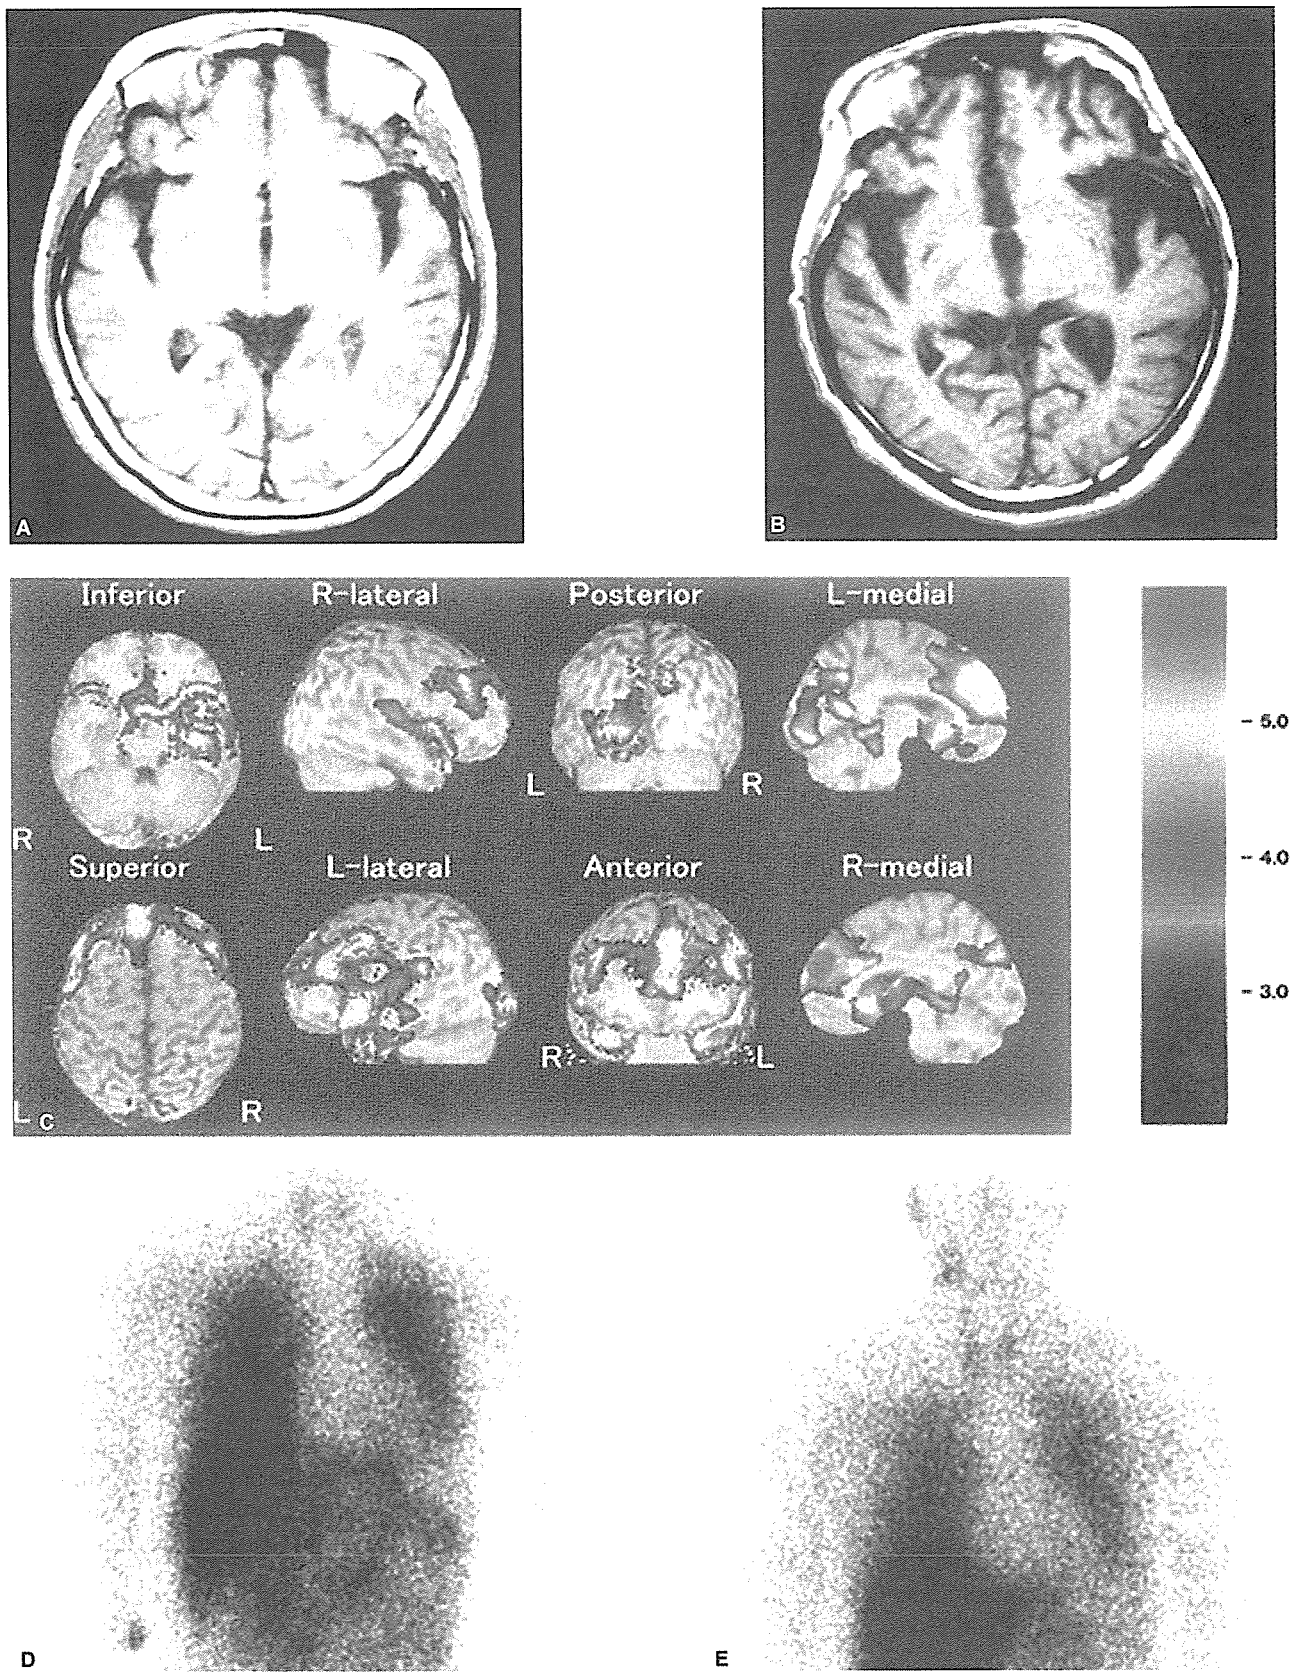 A
B
Inferior
R-lateral
Posterior
L-medial
- 5.0
L
R
R
L
- 4.0
Superior
L-lateral
Anterior
R-medial
- 3.0
R
L
L
C
R
D
E